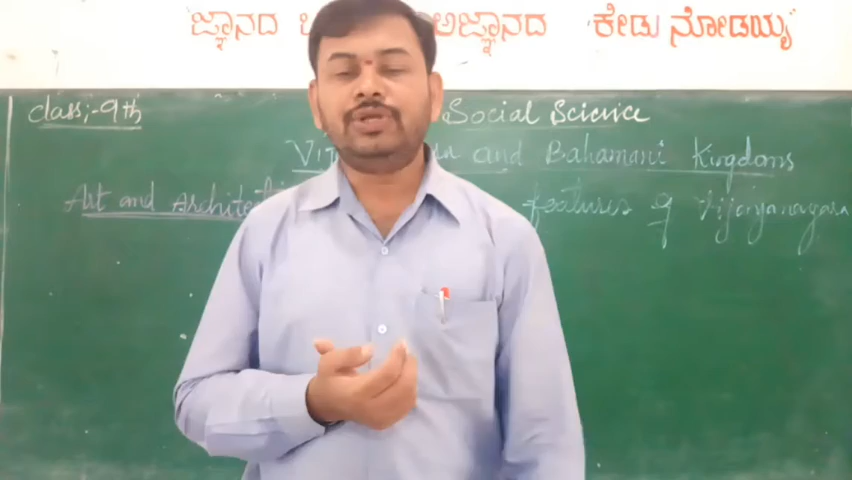 ಜ್ಞಾನದ ಅಜ್ಞಾನದ ಕೇಡು ನೋಡಯ್ಯ
Class:-9th Social Science
and Bahamani Kingdoms
Art and features of Vijayanagara